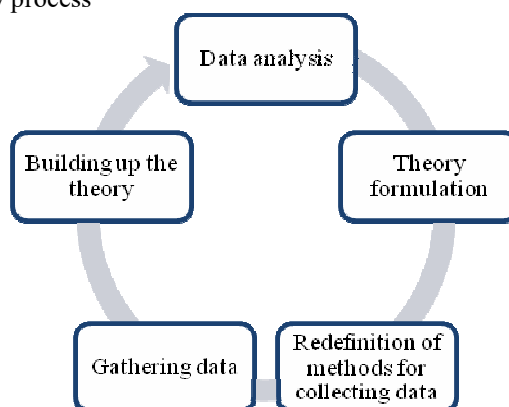 process
Data analysis
Theory
formulation
Redefinition of
methods for
collecting data
Gathering data
Building up the
theory